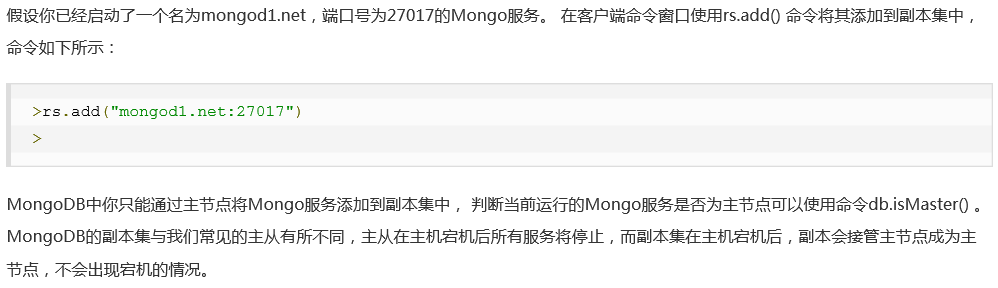 假设你已经启动了一个名为mongod1.net，端口号为27017的Mongo服务。 在客户端命令窗口使用rs.add() 命令将其添加到副本集中，
命令如下所示：
>rs.add("mongod1.net:27017")
>
MongoDB中你只能通过主节点将Mongo服务添加到副本集中， 判断当前运行的Mongo服务是否为主节点可以使用命令db.isMaster() 。
MongoDB的副本集与我们常见的主从有所不同，主从在主机宕机后所有服务将停止，而副本集在主机宕机后，副本会接管主节点成为主
节点，不会出现宕机的情况。